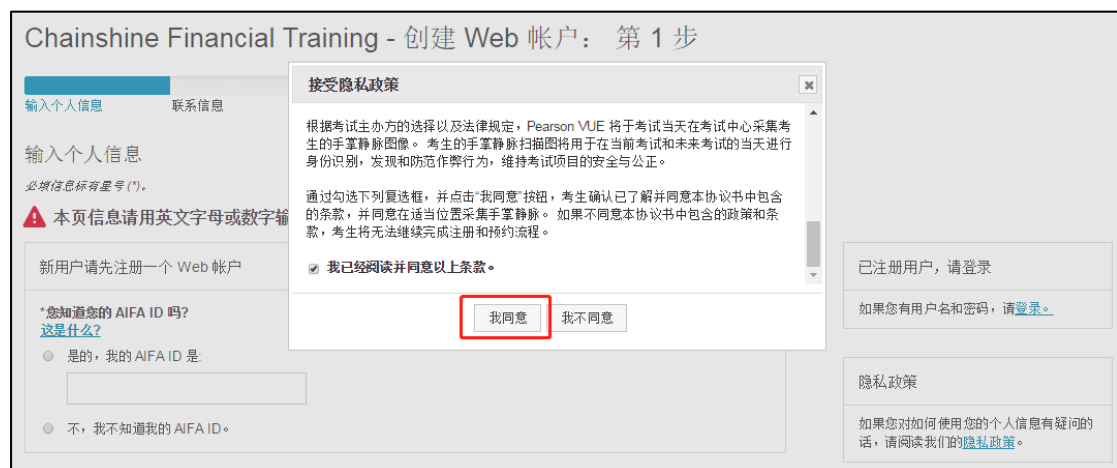 Chainshine Financial Training - 创建 Web 帐户： 第 1 步
输入个人信息
联系信息
输入个人信息
必填信息标有星号 (*)。
本页信息请用英文字母或数字输
新用户请先注册一个 Web 帐户
*您知道您的 AIFA ID 吗?
这是什么?
是的，我的 AIFA ID 是:
不，我不知道我的 AIFA ID。
接受隐私政策
根据考试主办方的选择以及法律规定，Pearson VUE 将于考试当天在考试中心采集考
生的手掌静脉图像。 考生的手掌静脉扫描图将用于在当前考试和未来考试的当天进行
身份识别，发现和防范作弊行为，维持考试项目的安全与公正。
通过勾选下列复选框，并点击“我同意”按钮，考生确认已了解并同意本协议书中包含
的条款，并同意在适当位置采集手掌静脉。 如果不同意本协议书中包含的政策和条
款，考生将无法继续完成注册和预约流程。
我已经阅读并同意以上条款。
我同意
我不同意
已注册用户，请登录
如果您有用户名和密码，请登录。
隐私政策
如果您对如何使用您的个人信息有疑问的
话，请阅读我们的隐私政策。